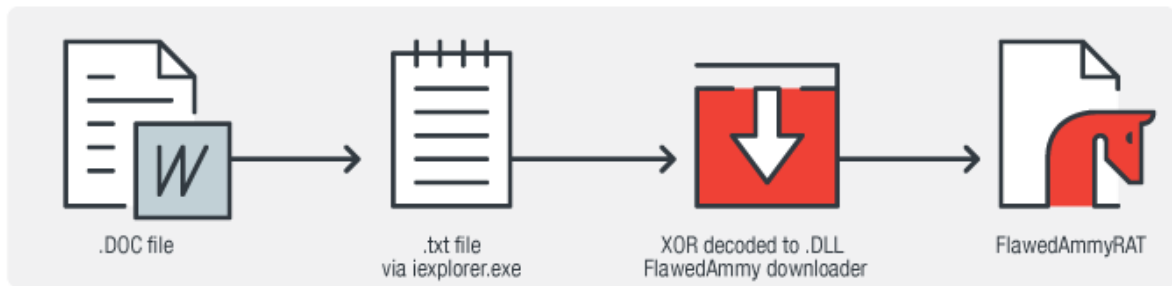 W
.DOC file
.txt file
via iexplorer.exe
XOR decoded to .DLL
FlawedAmmy downloader
FlawedAmmyRAT